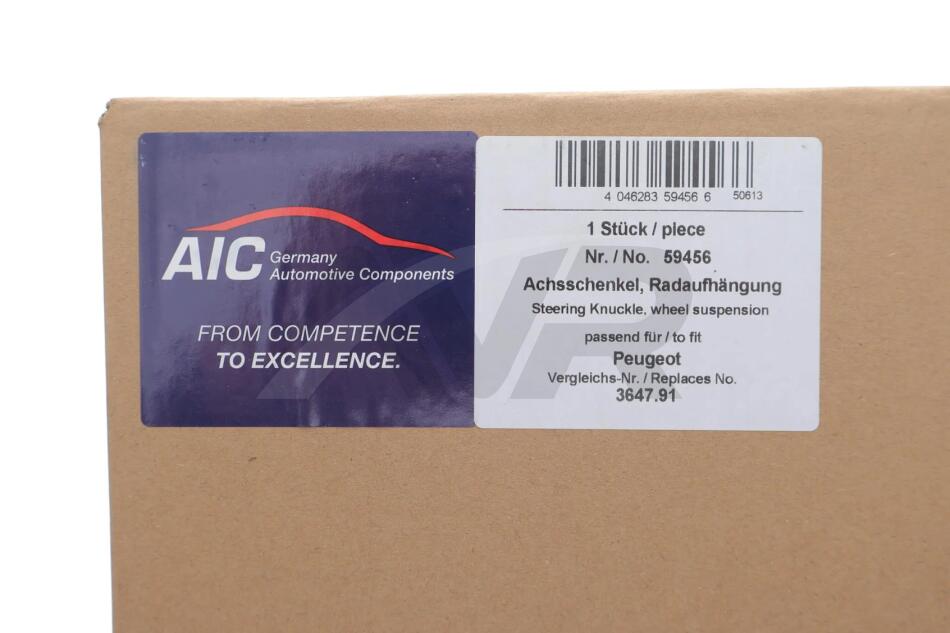 AIC Germany
Automotive Components
FROM COMPETENCE
TO EXCELLENCE.
4 046283 59456 6 50613
1 Stück / piece
Nr. / No. 59456
Achsschenkel, Radaufhängung
Steering Knuckle, wheel suspension
passend für / to fit
Peugeot
Vergleichs-Nr. / Replaces No.
3647.91